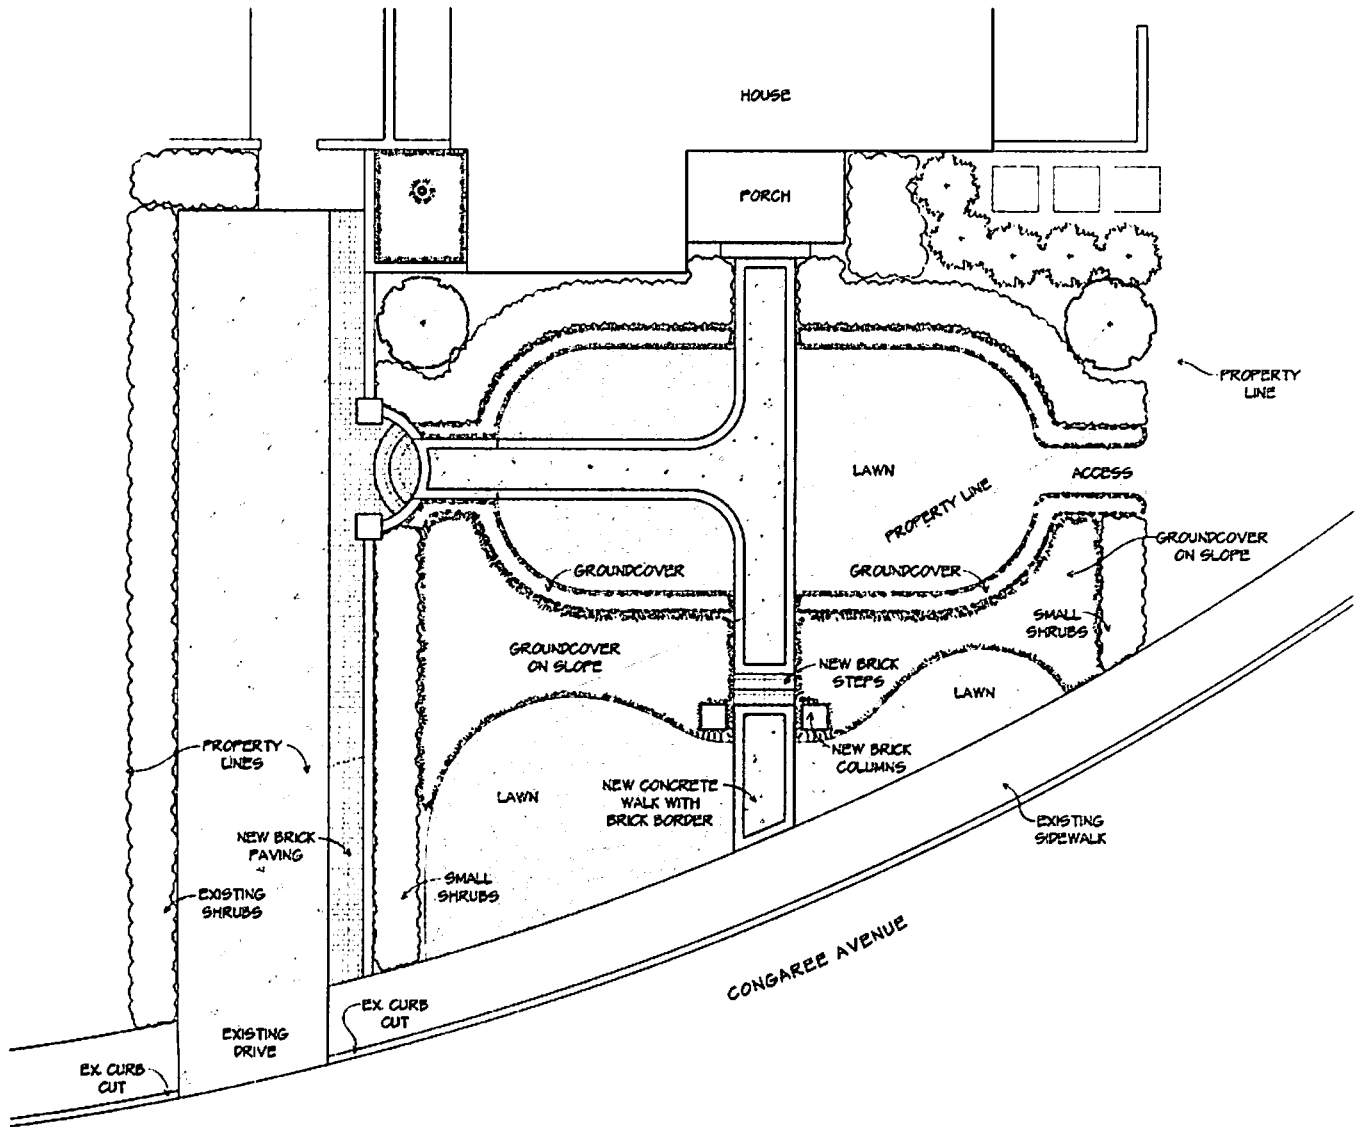 HOUSE
PORCH
PROPERTY
LINE
LAWN
ACCESS
PROPERTY LINE
GROUNDCOVER
ON SLOPE
GROUNDCOVER
GROUNDCOVER
SMALL
SHRUBS
GROUNDCOVER
ON SLOPE
NEW BRICK
STEPS
LAWN
PROPERTY
LINES
NEW BRICK
COLUMNS
LAWN
NEW CONCRETE
WALK WITH
BRICK BORDER
EXISTING
SIDEWALK
NEW BRICK
PAVING
SMALL
SHRUBS
EXISTING
SHRUBS
CONGAREE AVENUE
EX. CURB
CUT
EXISTING
DRIVE
EX. CURB
CUT